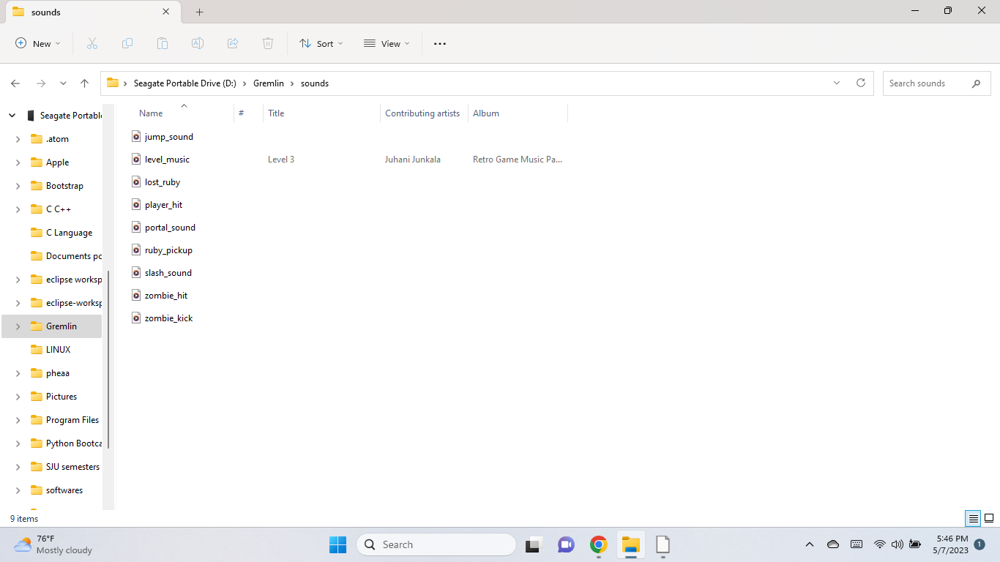 sounds
New
Sort
View
Seagate Portable Drive (D:) > Gremlin > sounds
Search sounds
Seagate Portable
.atom
Apple
Bootstrap
C C++
C Language
Documents pc
eclipse worksp
eclipse-worksp
Gremlin
LINUX
pheaa
Pictures
Program Files
Python Bootca
SJU semesters
softwares
Name # Title Contributing artists Album
jump_sound
level_music Level 3 Juhani Junkala Retro Game Music Pa...
lost_ruby
player_hit
portal_sound
ruby_pickup
slash_sound
zombie_hit
zombie_kick
9 items
76°F
Mostly cloudy
Search
5:46 PM
5/7/2023
1